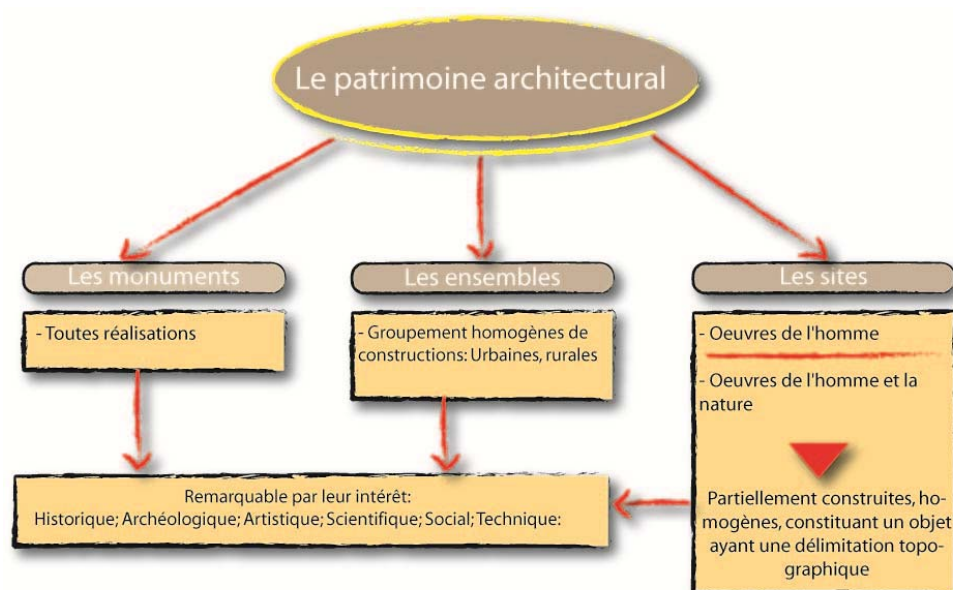 Le patrimoine architectural
Les monuments
- Toutes réalisations
Les ensembles
- Groupement homogènes de
constructions: Urbaines, rurales
Les sites
- Oeuvres de l'homme
- Oeuvres de l'homme et la
nature
Partiellement construites, ho-
mogènes, constituant un objet
ayant une délimitation topo-
graphique
Remarquable par leur intérêt:
Historique; Archéologique; Artistique; Scientifique; Social; Technique: